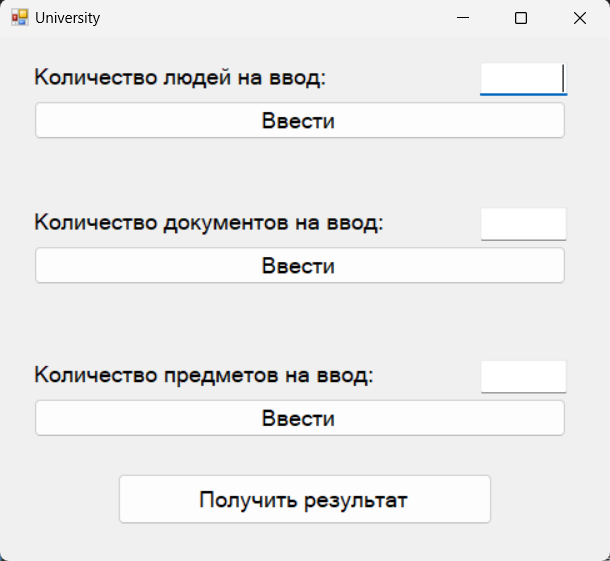 University
Количество людей на ввод:
Ввести
Количество документов на ввод:
Ввести
Количество предметов на ввод:
Ввести
Получить результат